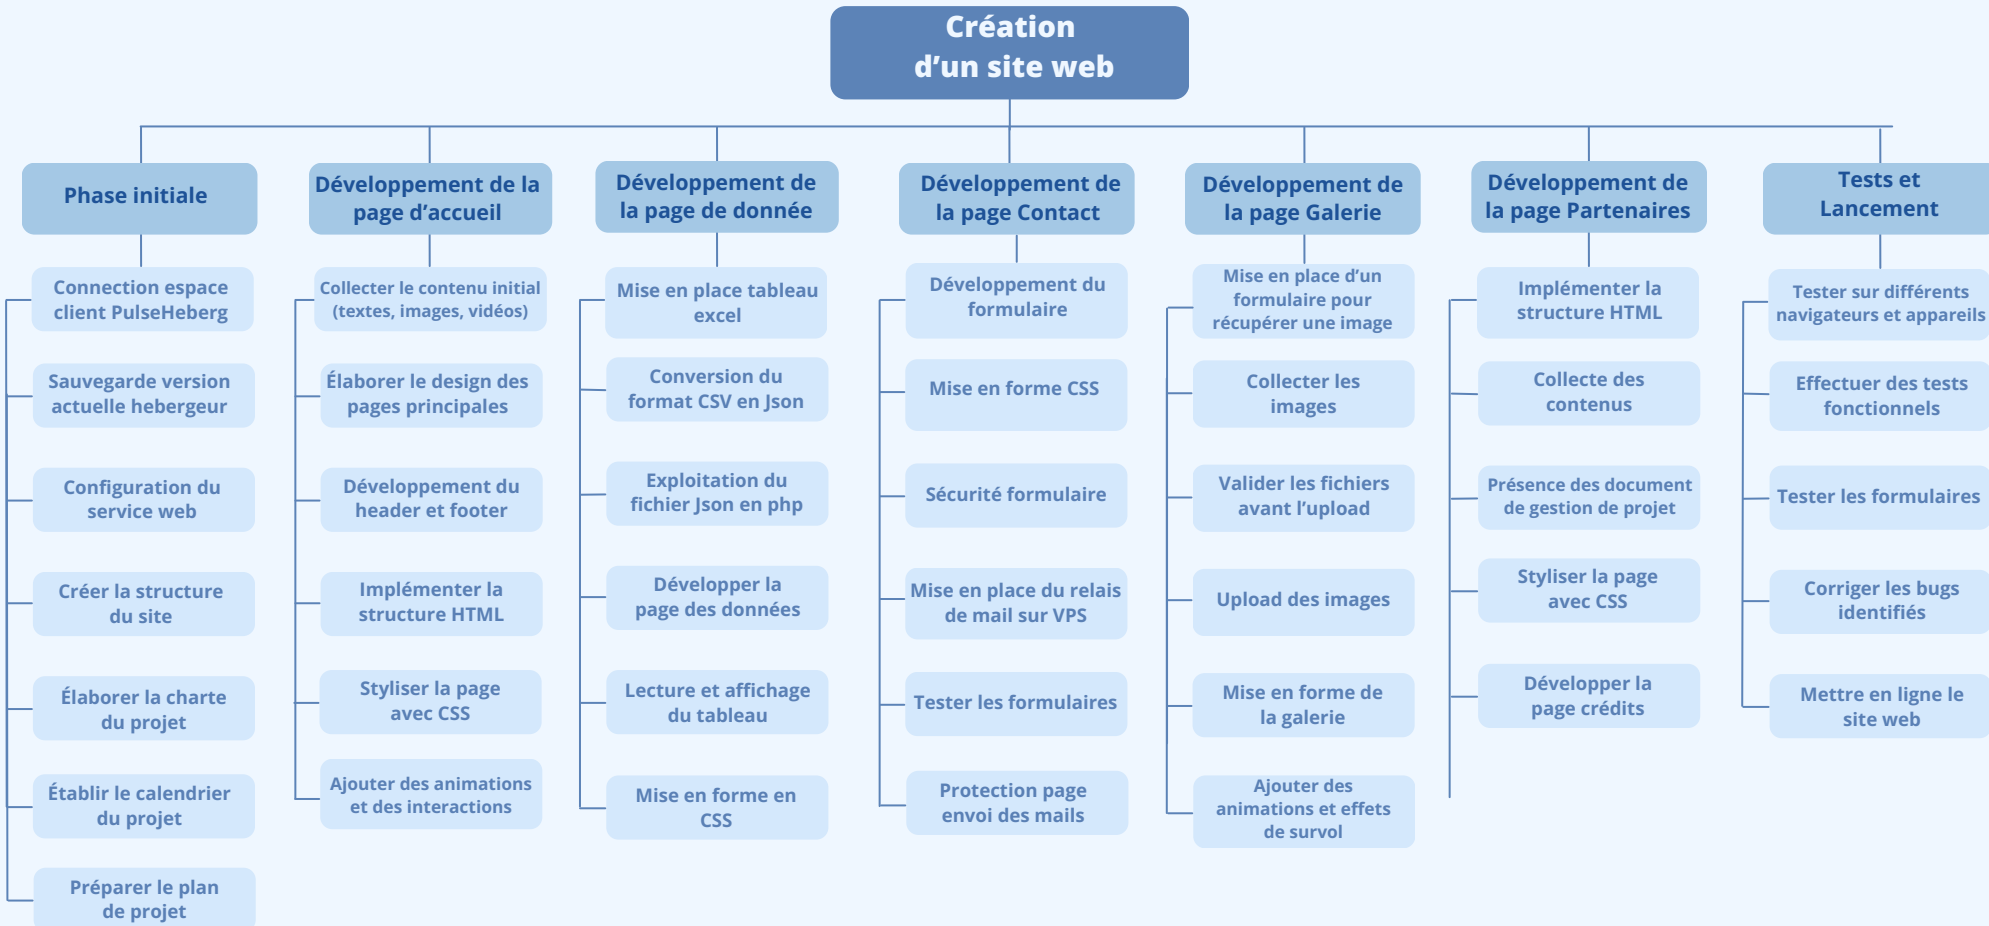 Création
d’un site web
Phase initiale
Connection espace
client PulseHeberg
Sauvegarde version
actuelle hebergeur
Configuration du
service web
Créer la structure
du site
Élaborer la charte
du projet
Établir le calendrier
du projet
Préparer le plan
de projet
Développement de la
page d’accueil
Collecter le contenu initial
(textes, images, vidéos)
Élaborer le design des
pages principales
Développement du
header et footer
Implémenter la
structure HTML
Styliser la page
avec CSS
Ajouter des animations
et des interactions
Développement de
la page de donnée
Mise en place tableau
excel
Conversion du
format CSV en Json
Exploitation du
fichier Json en php
Développer la
page des données
Lecture et affichage
du tableau
Mise en forme en
CSS
Développement de
la page Contact
Développement du
formulaire
Mise en forme CSS
Sécurité formulaire
Mise en place du relais
de mail sur VPS
Tester les formulaires
Protection page
envoi des mails
Développement de
la page Galerie
Mise en place d’un
formulaire pour
récupérer une image
Collecter les
images
Valider les fichiers
avant l’upload
Upload des images
Mise en forme de
la galerie
Ajouter des
animations et effets
de survol
Développement de
la page Partenaires
Implémenter la
structure HTML
Collecte des
contenus
Présence des document
de gestion de projet
Styliser la page
avec CSS
Développer la
page crédits
Tests et
Lancement
Tester sur différents
navigateurs et appareils
Effectuer des tests
fonctionnels
Tester les formulaires
Corriger les bugs
identifiés
Mettre en ligne le
site web